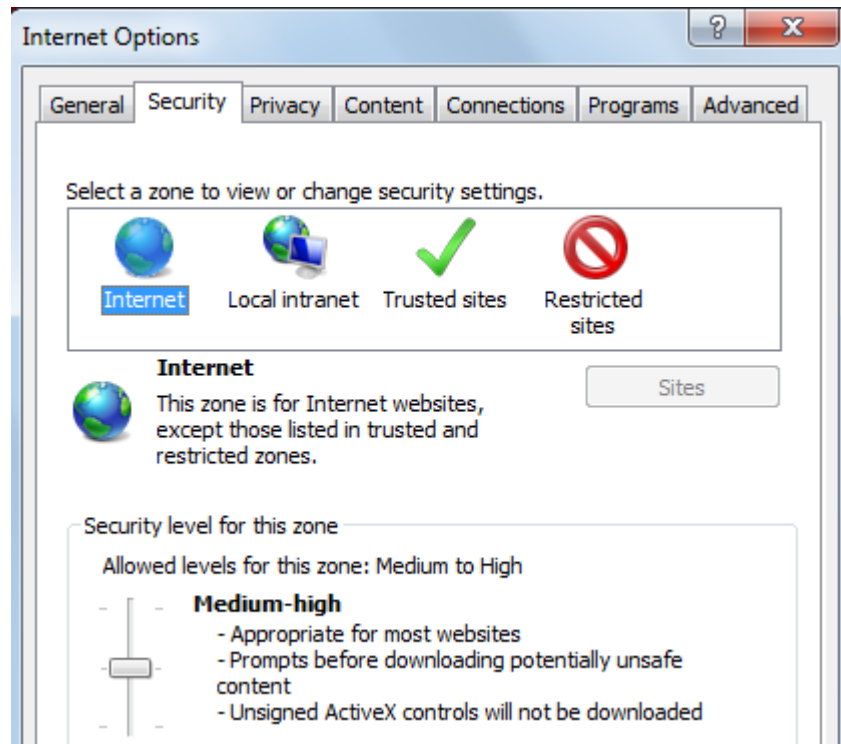 Internet Options
?
General Security Privacy Content Connections Programs Advanced
Select a zone to view or change security settings.
Internet Local intranet Trusted sites Restricted
sites
Internet
Sites
This zone is for Internet websites,
except those listed in trusted and
restricted zones.
Security level for this zone
Allowed levels for this zone: Medium to High
Medium-high
- Appropriate for most websites
- Prompts before downloading potentially unsafe
content
- Unsigned ActiveX controls will not be downloaded